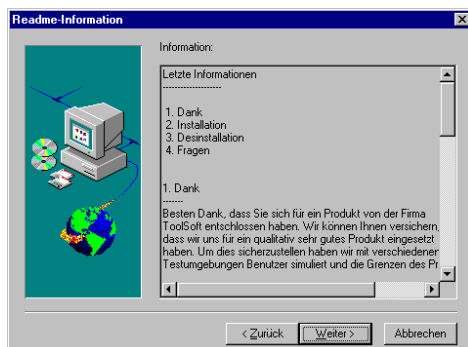 Readme-Information
Information:
Letzte Informationen
-------------------
1. Dank
2. Installation
3. Desinstallation
4. Fragen
1. Dank
-------
Besten Dank, dass Sie sich für ein Produkt von der Firma
ToolSoft entschlossen haben. Wir können Ihnen versichern,
dass wir uns für ein qualitativ sehr gutes Produkt eingesetzt
haben. Um dies sicherzustellen haben wir mit verschiedenen
Testumgebungen Benutzer simuliert und die Grenzen des Pr
< Zurück
Weiter >
Abbrechen